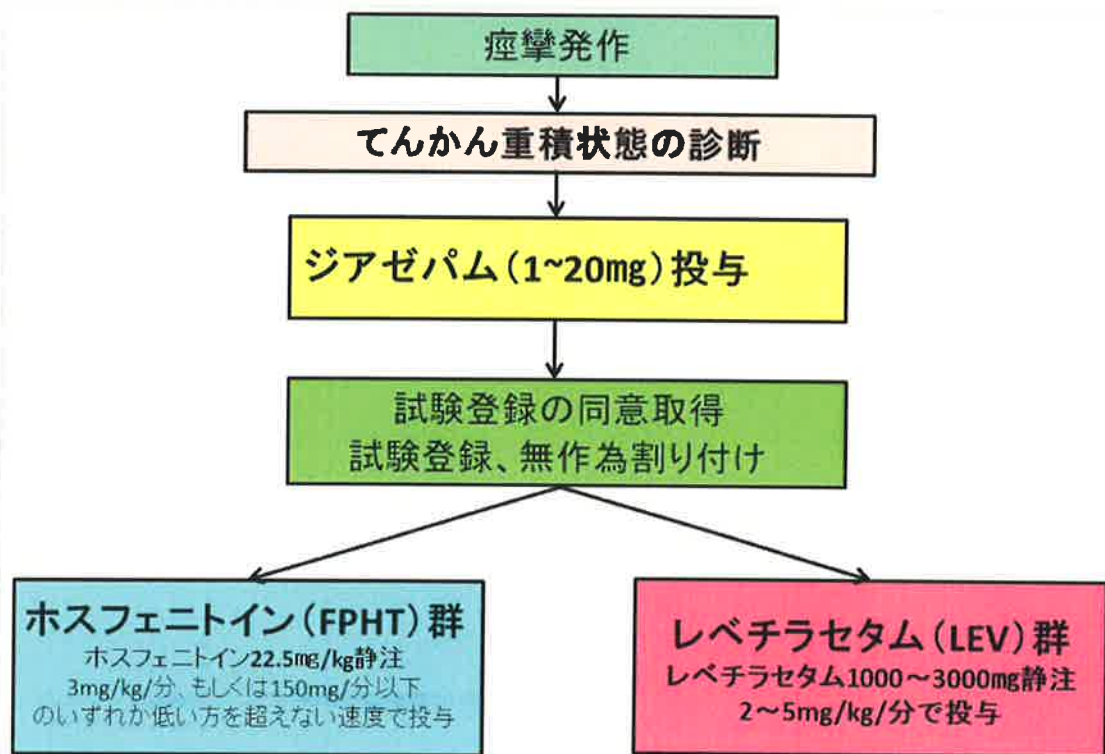 痙攣発作
てんかん重積状態の診断
ジアゼパム(1~20mg)投与
試験登録の同意取得
試験登録、無作為割り付け
ホスフェニトイン(FPHT)群
ホスフェニトイン22.5mg/kg静注
3mg/kg/分、もしくは150mg/分以下
のいずれか低い方を超えない速度で投与
レベチラセタム(LEV)群
レベチラセタム1000～3000mg静注
2～5mg/kg/分で投与